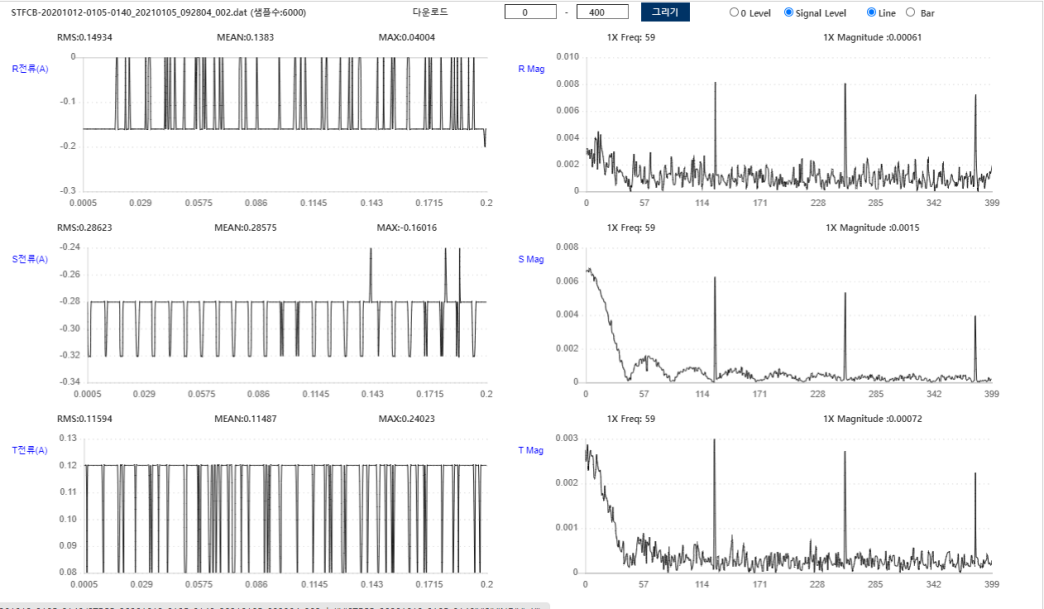 STFCB-20201012-0105-0140_20210105_092804_002.dat (샘플수:6000) 다운로드 0 - 400 그리기 0 Level Signal Level Line Bar
RMS:0.14934 MEAN:0.1383 MAX:0.04004 1X Freq: 59 1X Magnitude :0.00061
R전류(A)
0
-0.1
-0.2
-0.3
0.0005 0.029 0.0575 0.086 0.1145 0.143 0.1715 0.2
R Mag
0.010
0.008
0.006
0.004
0.002
0
0 57 114 171 228 285 342 399
RMS:0.28623 MEAN:0.28575 MAX:-0.16016 1X Freq: 59 1X Magnitude :0.0015
S전류(A)
-0.24
-0.26
-0.28
-0.30
-0.32
-0.34
0.0005 0.029 0.0575 0.086 0.1145 0.143 0.1715 0.2
S Mag
0.008
0.006
0.004
0.002
0
0 57 114 171 228 285 342 399
RMS:0.11594 MEAN:0.11487 MAX:0.24023 1X Freq: 59 1X Magnitude :0.00072
T전류(A)
0.13
0.12
0.11
0.10
0.09
0.08
0.0005 0.029 0.0575 0.086 0.1145 0.143 0.1715 0.2
T Mag
0.003
0.002
0.001
0
0 57 114 171 228 285 342 399